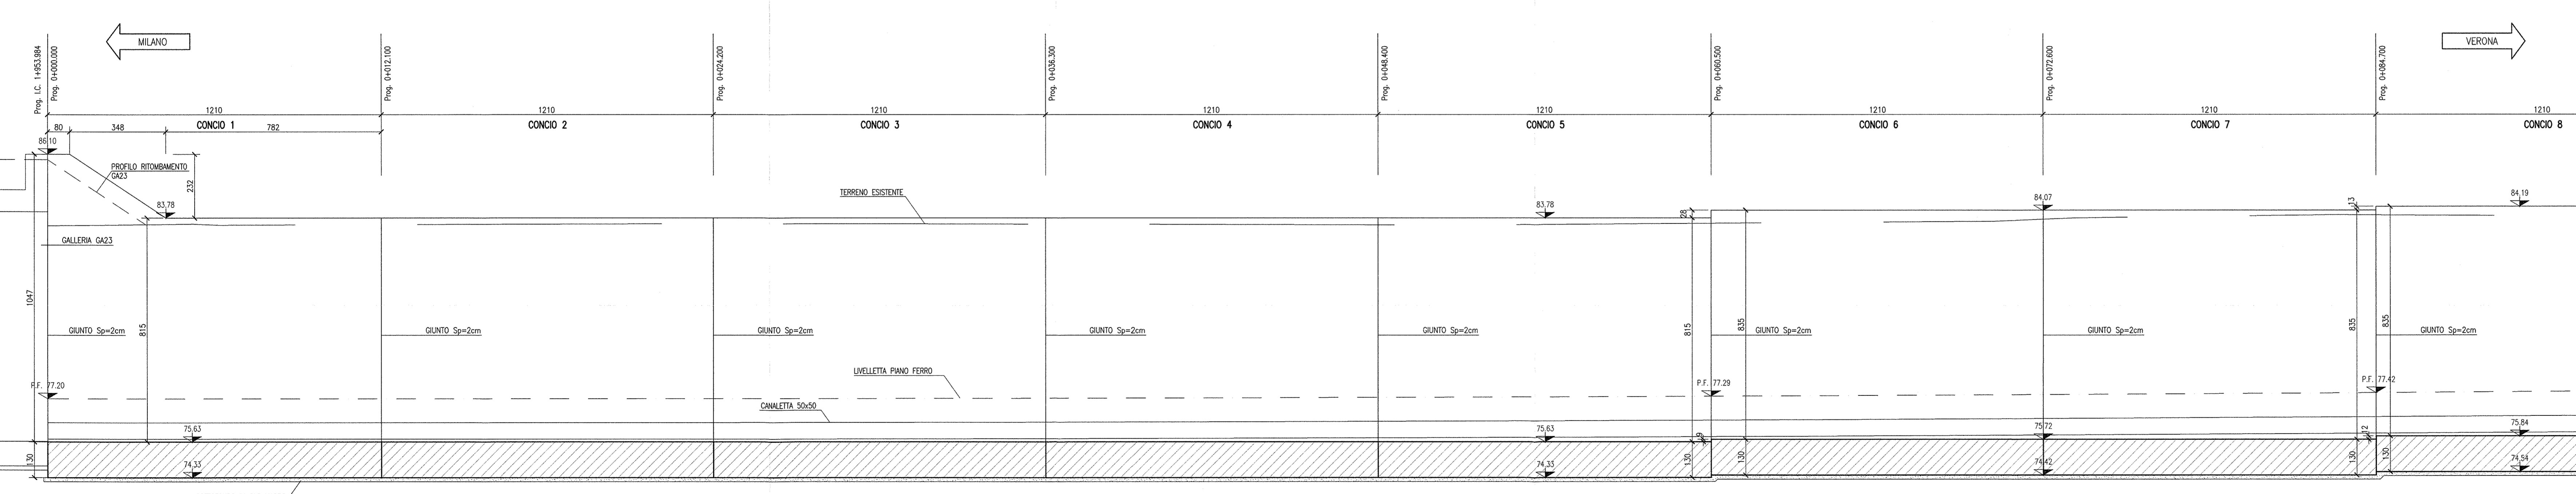 MILANO
VERONA
Prog. I.C. 1+953.984
Prog. 0+000.000
Prog. 0+012.100
Prog. 0+024.200
Prog. 0+036.300
Prog. 0+048.400
Prog. 0+060.500
Prog. 0+072.600
Prog. 0+084.700
1210 1210 1210 1210 1210 1210 1210 1210
CONCIO 1 CONCIO 2 CONCIO 3 CONCIO 4 CONCIO 5 CONCIO 6 CONCIO 7 CONCIO 8
80 348 782
86.10
PROFILO RITOMBAMENTO
GA23
232
83.78
TERRENO ESISTENTE
83.78
28
84.07
13
84.19
GALLERIA GA23
1047
815
815
835
835
835
GIUNTO Sp=2cm GIUNTO Sp=2cm GIUNTO Sp=2cm GIUNTO Sp=2cm GIUNTO Sp=2cm GIUNTO Sp=2cm GIUNTO Sp=2cm GIUNTO Sp=2cm
LIVELLETTA PIANO FERRO
P.F. 77.20
P.F. 77.29
P.F. 77.42
CANALETTA 50x50
75.63
75.63
9
75.72
12
75.84
130
74.33
74.33
130
130
74.42
130
130
74.54